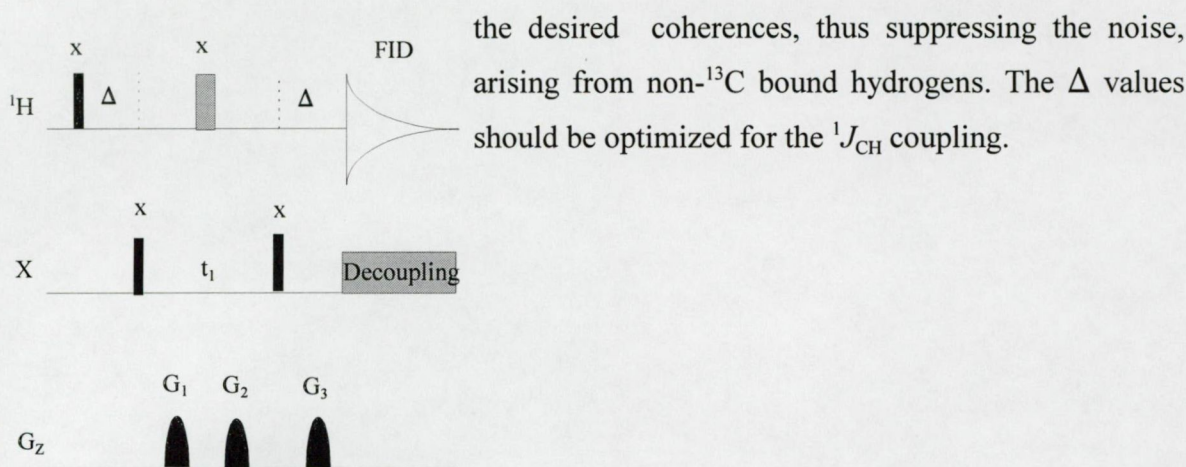 the desired coherences, thus suppressing the noise,
arising from non-¹³C bound hydrogens. The Δ values
should be optimized for the ¹J_CH coupling.
x x FID
¹H Δ Δ
x x
X t₁ Decoupling
G₁ G₂ G₃
G_Z